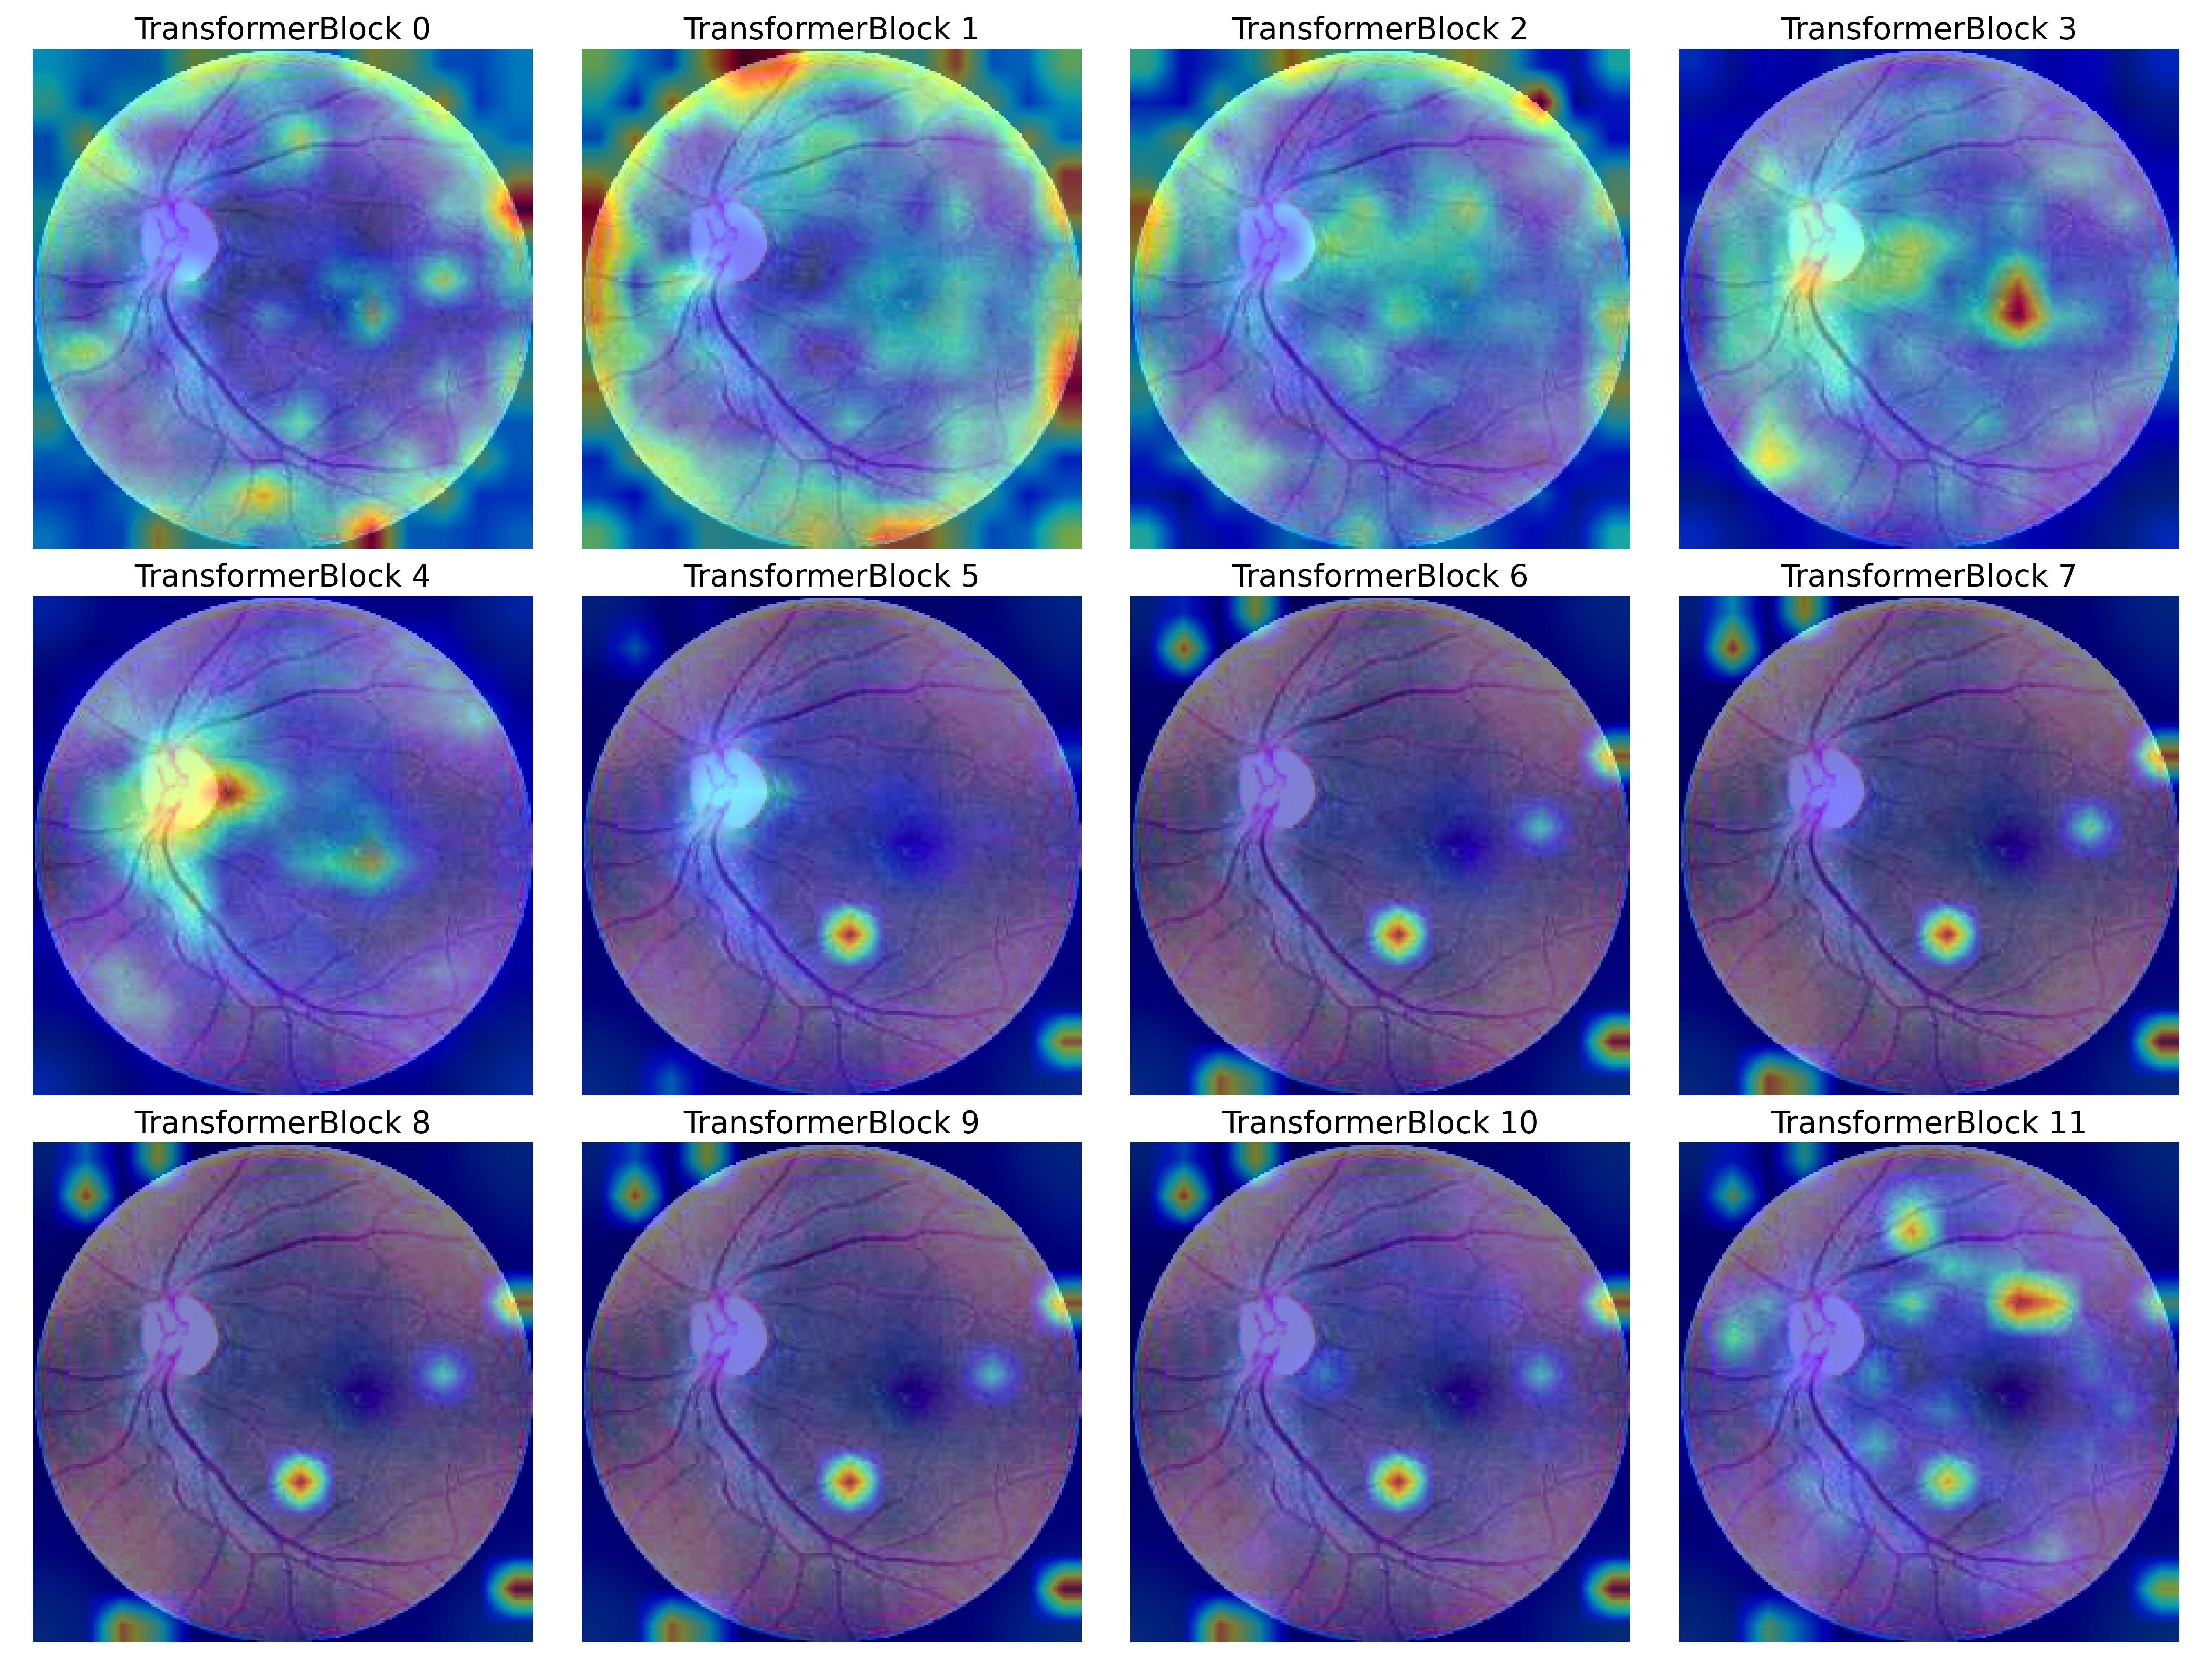 TransformerBlock 0
TransformerBlock 1
TransformerBlock 2
TransformerBlock 3
TransformerBlock 4
TransformerBlock 5
TransformerBlock 6
TransformerBlock 7
TransformerBlock 8
TransformerBlock 9
TransformerBlock 10
TransformerBlock 11